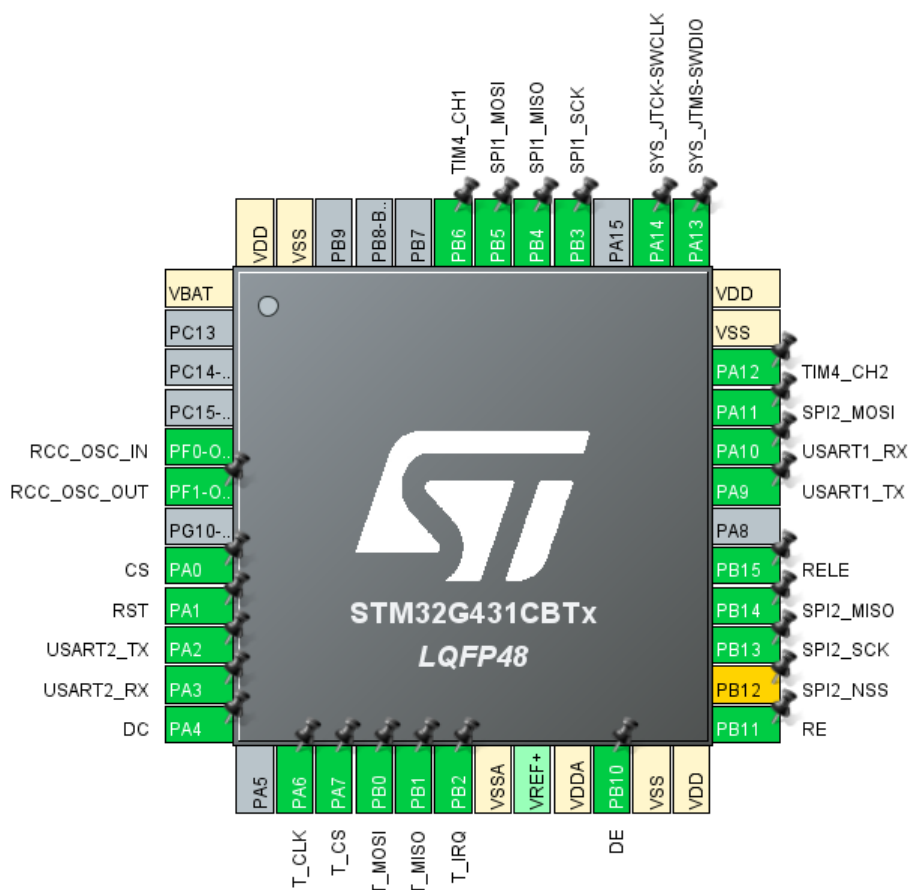 TIM4_CH1
SPI1_MOSI
SPI1_MISO
SPI1_SCK
SYS_JTCK-SWCLK
SYS_JTMS-SWDIO
VDD
VSS
PB9
PB8-B..
PB7
PB6
PB5
PB4
PB3
PA15
PA14
PA13
VBAT
PC13
PC14-..
PC15-..
RCC_OSC_IN PF0-O..
RCC_OSC_OUT PF1-O..
PG10-..
CS PA0
RST PA1
USART2_TX PA2
USART2_RX PA3
DC PA4
ST
STM32G431CBTx
LQFP48
VDD
VSS
PA12 TIM4_CH2
PA11 SPI2_MOSI
PA10 USART1_RX
PA9 USART1_TX
PA8
PB15 RELE
PB14 SPI2_MISO
PB13 SPI2_SCK
PB12 SPI2_NSS
PB11 RE
PA5
PA6
PA7
PB0
PB1
PB2
VSSA
VREF+
VDDA
PB10
VSS
VDD
T_CLK
T_CS
T_MOSI
T_MISO
T_IRQ
DE